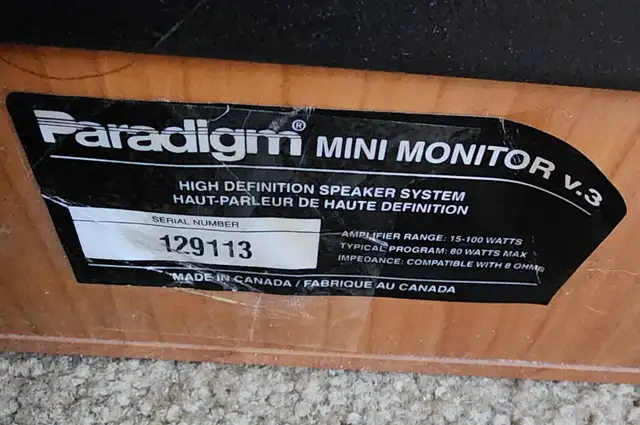 Paradigm® MINI MONITOR v.3
HIGH DEFINITION SPEAKER SYSTEM
HAUT-PARLEUR DE HAUTE DEFINITION
SERIAL NUMBER
129113
AMPLIFIER RANGE: 15-100 WATTS
TYPICAL PROGRAM: 80 WATTS MAX
IMPEDANCE: COMPATIBLE WITH 8 OHMS
MADE IN CANADA / FABRIQUE AU CANADA